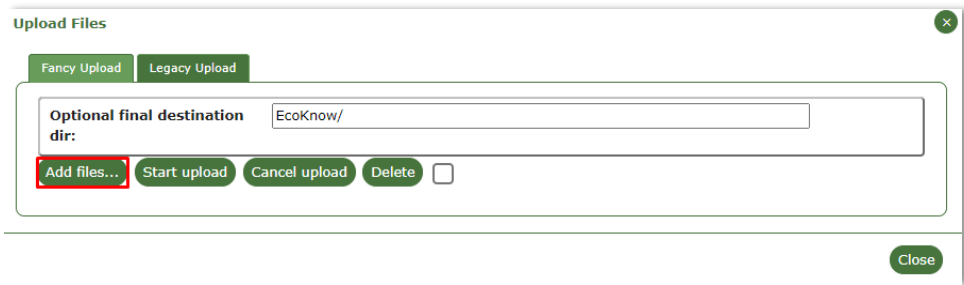 Upload Files
×
Fancy Upload Legacy Upload
Optional final destination EcoKnow/
dir:
Add files... Start upload Cancel upload Delete
Close